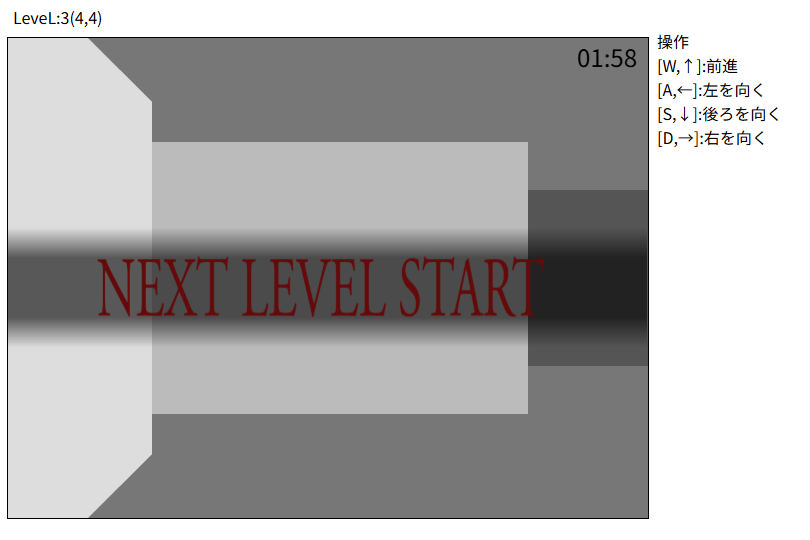 LeveL:3(4,4)
01:58
NEXT LEVEL START
操作
[W,↑]:前進
[A,←]:左を向く
[S,↓]:後ろを向く
[D,→]:右を向く